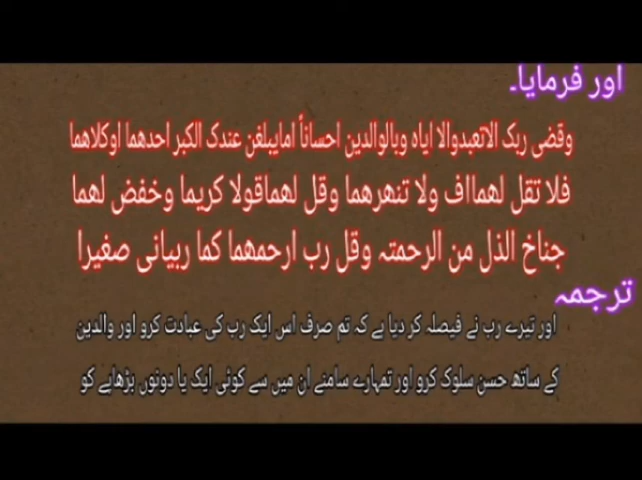 اور فرمایا۔
وقضی ربک الاتعبدوالا ایاہ وبالوالدین احساناً امایبلغن عندک الکبر احدھما اوکلاھما
فلا تقل لھمااف ولا تنھرھما وقل لھماقولا کریما وخفض لھما
جناخ الذل من الرحمتہ وقل رب ارحمھما کما ربیانی صغیرا
ترجمہ
اور تیرے رب نے فیصلہ کر دیا ہے کہ تم صرف اس ایک رب کی عبادت کرو اور والدین
کے ساتھ حسن سلوک کرو اور تمہارے سامنے ان میں سے کوئی ایک یا دونوں بڑھاپے کو